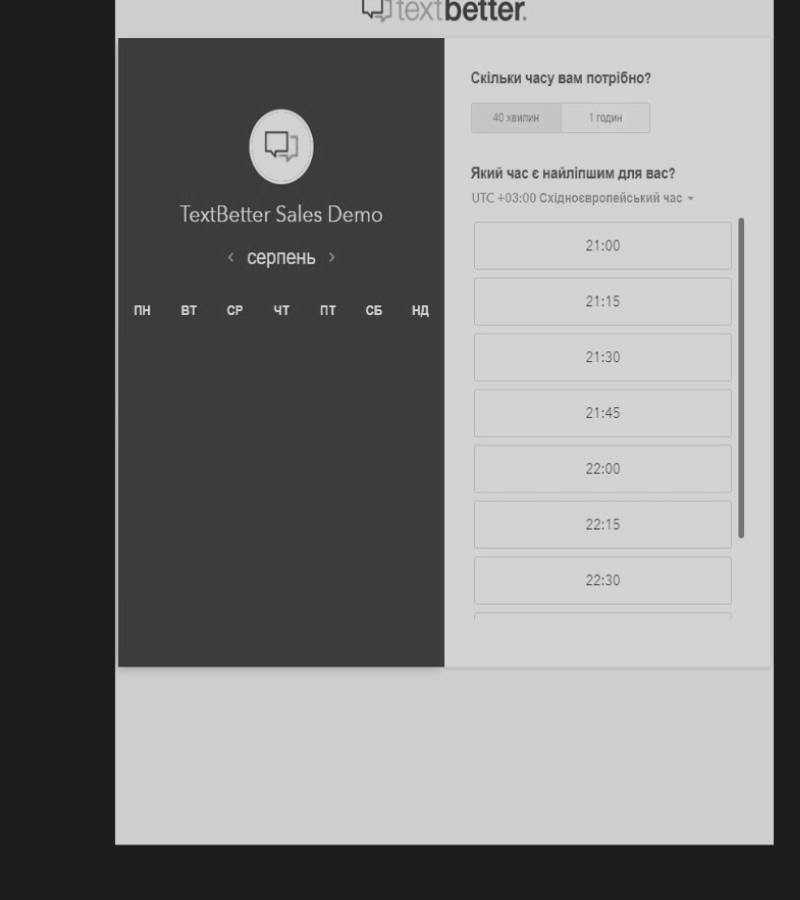 textbetter.
TextBetter Sales Demo
‹ серпень ›
ПН ВТ СР ЧТ ПТ СБ НД
Скільки часу вам потрібно?
40 хвилин 1 годин
Який час є найліпшим для вас?
UTC +03:00 Східноєвропейський час
21:00
21:15
21:30
21:45
22:00
22:15
22:30